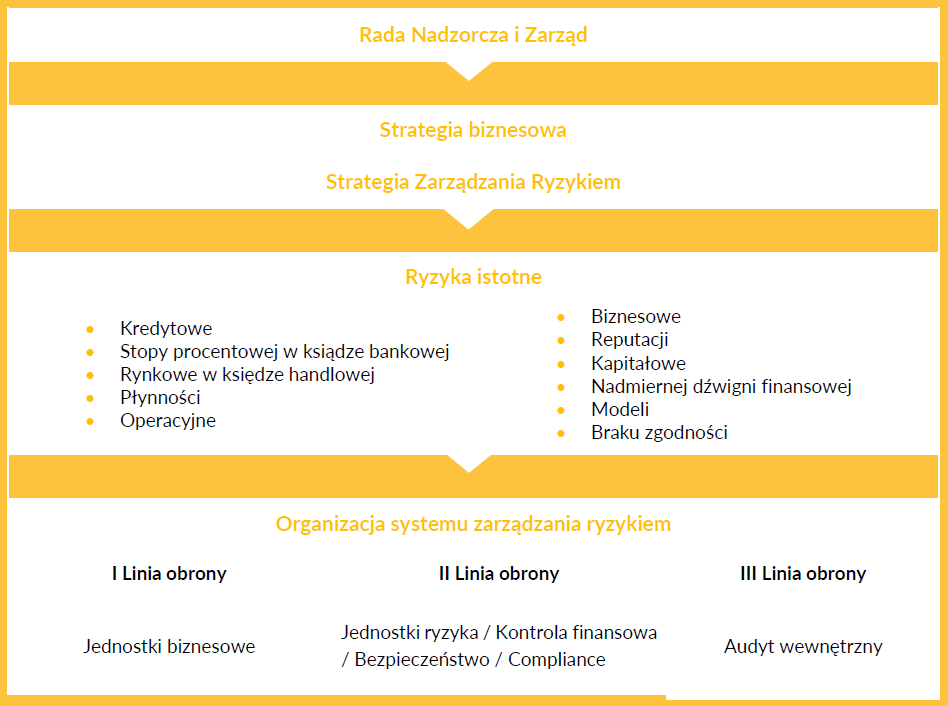 Rada Nadzorcza i Zarząd
Strategia biznesowa
Strategia Zarządzania Ryzykiem
Ryzyka istotne
Kredytowe
Stopy procentowej w ksiądze bankowej
Rynkowe w księdze handlowej
Płynności
Operacyjne
Biznesowe
Reputacji
Kapitałowe
Nadmiernej dźwigni finansowej
Modeli
Braku zgodności
Organizacja systemu zarządzania ryzykiem
I Linia obrony
II Linia obrony
III Linia obrony
Jednostki biznesowe
Jednostki ryzyka / Kontrola finansowa
/ Bezpieczeństwo / Compliance
Audyt wewnętrzny